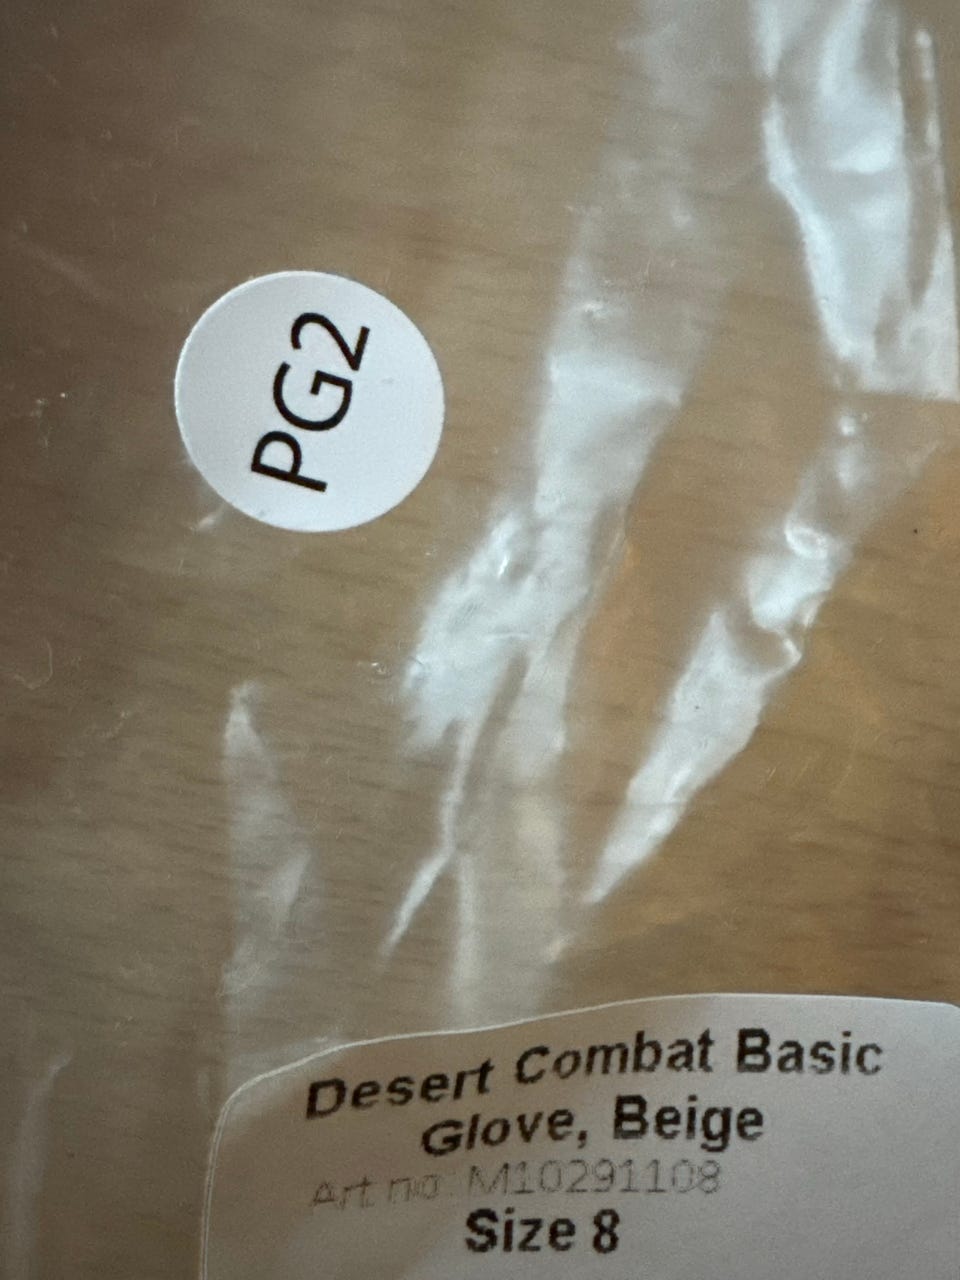 PG2
Desert Combat Basic
Glove, Beige
Art no: M10291108
Size 8